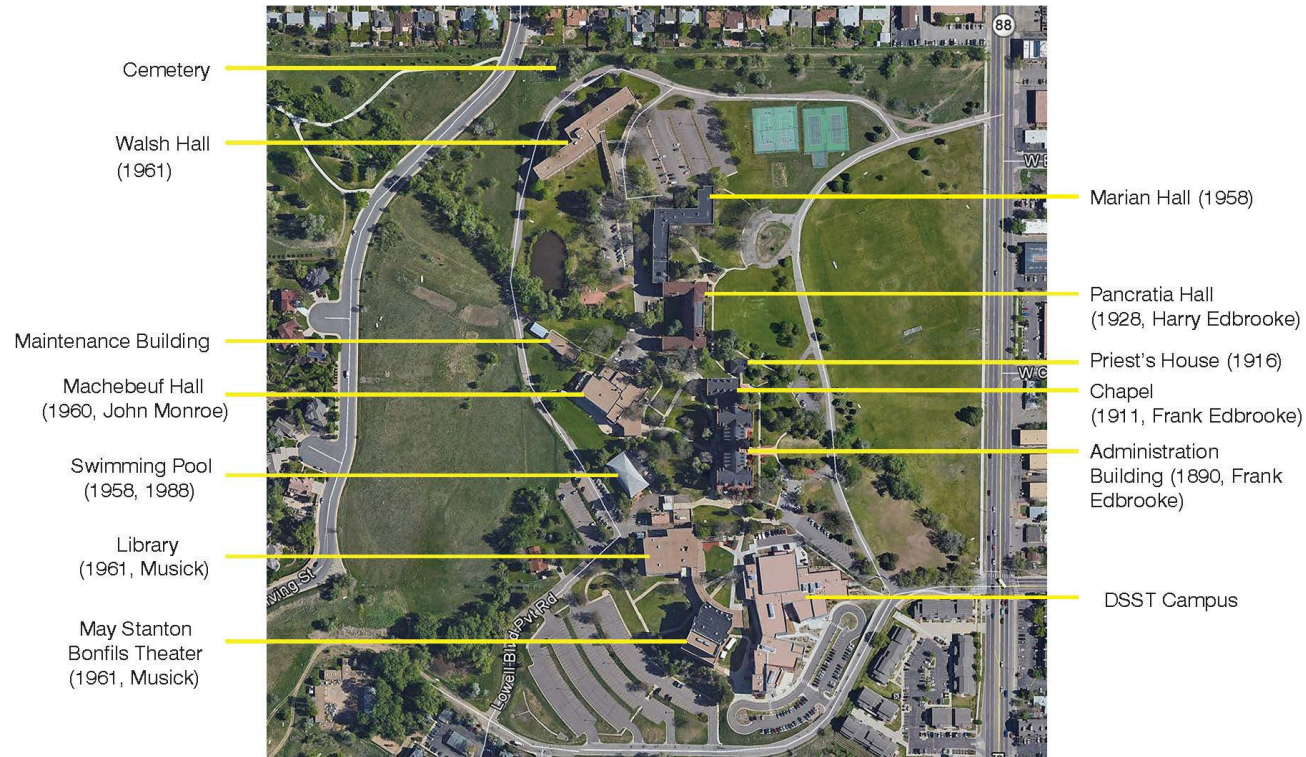 88
Cemetery
Walsh Hall
(1961)
W
Marian Hall (1958)
Pancratia Hall
(1928, Harry Edbrooke)
Maintenance Building
Priest's House (1916)
W C
Machebeuf Hall
(1960, John Monroe)
Chapel
(1911, Frank Edbrooke)
Administration
Building (1890, Frank
Edbrooke)
Swimming Pool
(1958, 1988)
Library
(1961, Musick)
ving St
DSST Campus
May Stanton
Bonfils Theater
(1961, Musick)
Lowell Blvd Pvt Rd